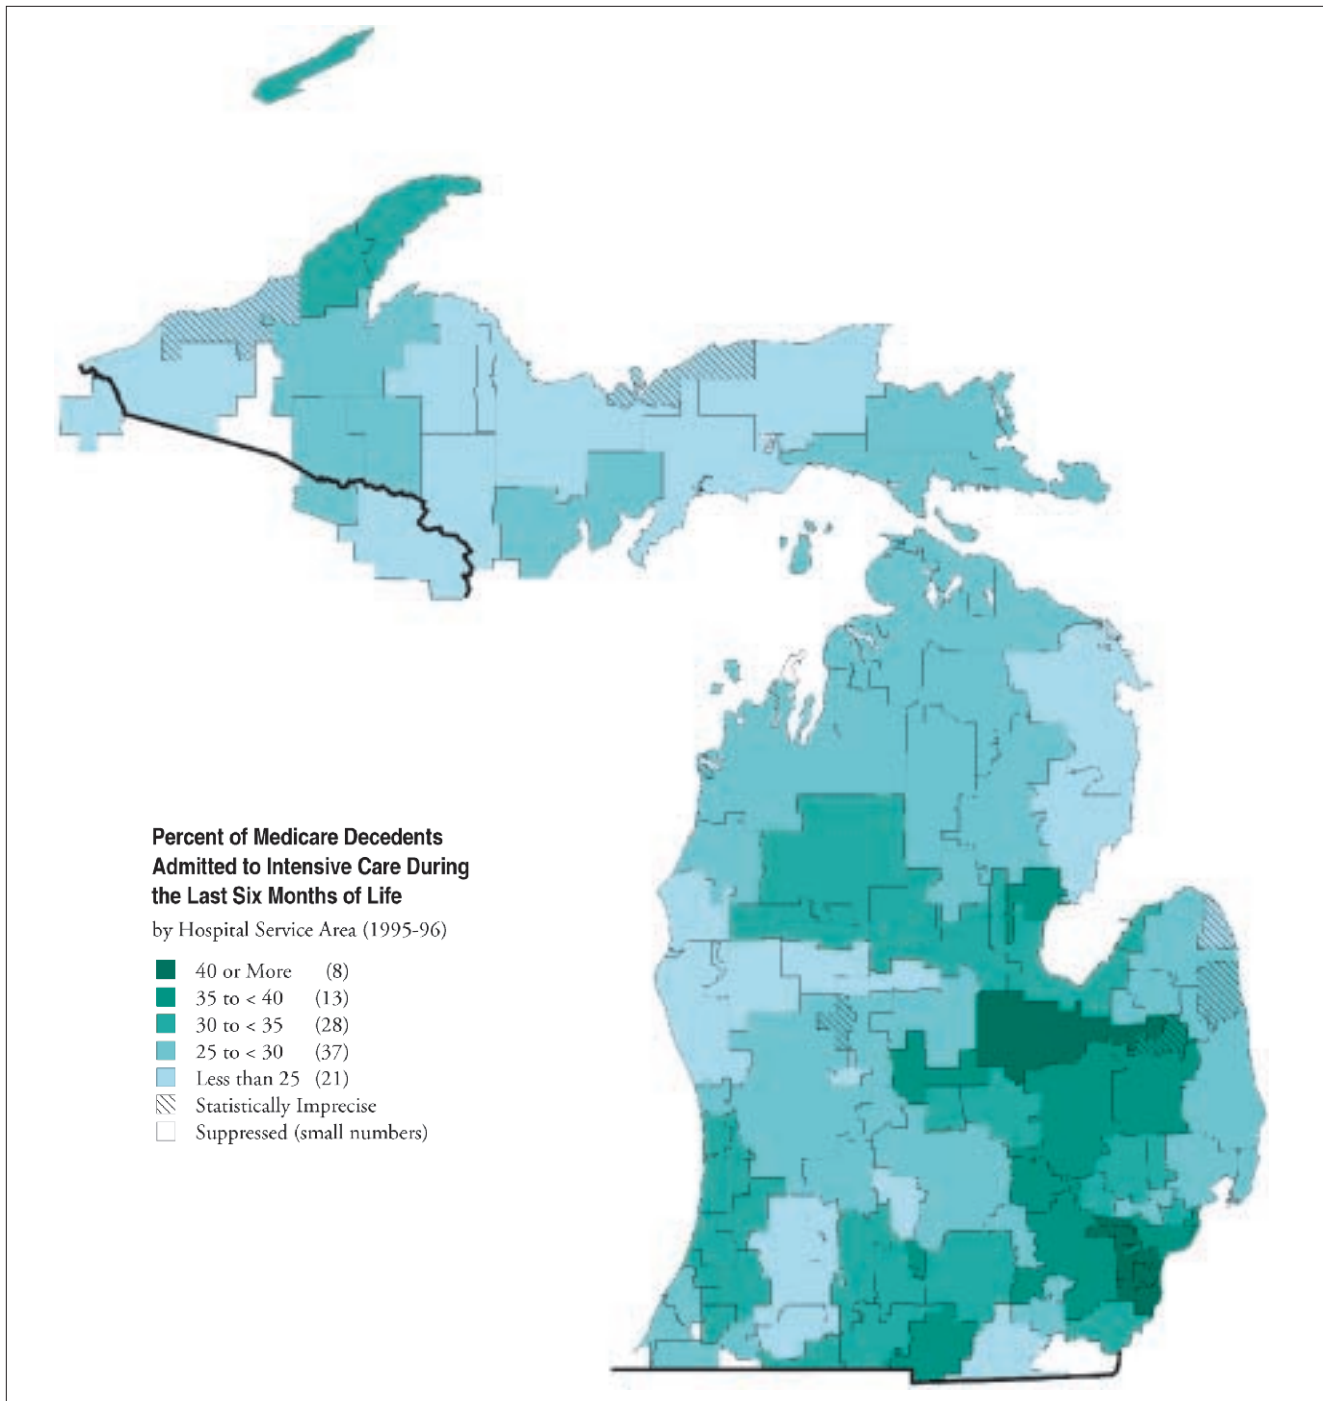 Percent of Medicare Decedents
Admitted to Intensive Care During
the Last Six Months of Life
by Hospital Service Area (1995-96)
40 or More (8)
35 to < 40 (13)
30 to < 35 (28)
25 to < 30 (37)
Less than 25 (21)
Statistically Imprecise
Suppressed (small numbers)